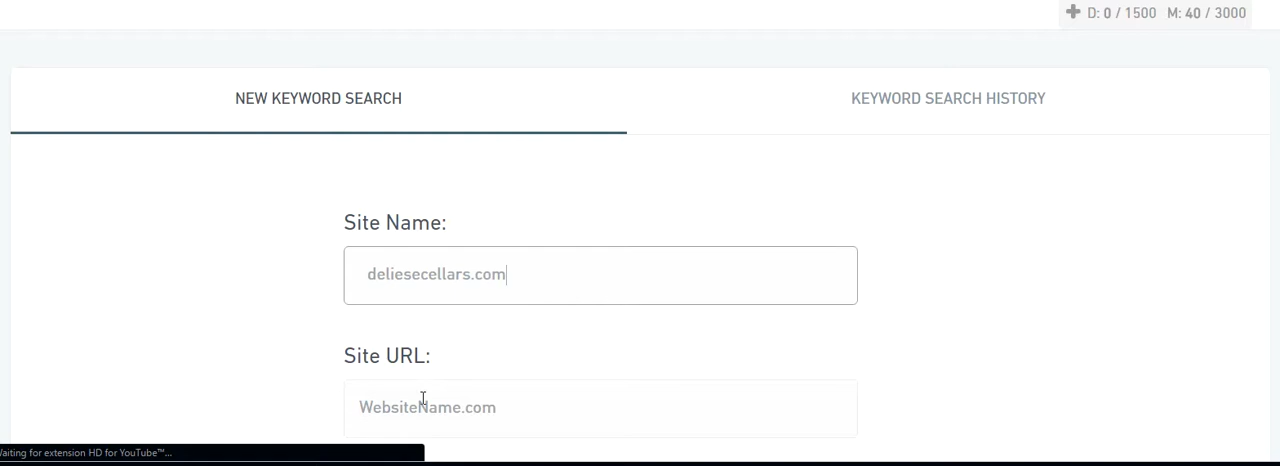 D: 0 / 1500 M: 40 / 3000
NEW KEYWORD SEARCH KEYWORD SEARCH HISTORY
Site Name:
deliesecellars.com
Site URL:
WebsiteName.com
Waiting for extension HD for YouTube™...